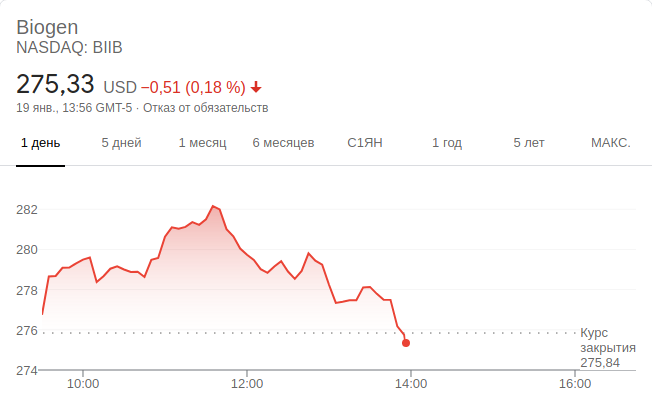 Biogen
NASDAQ: BIIB
275,33 USD −0,51 (0,18 %)
19 янв., 13:56 GMT-5 · Отказ от обязательств
1 день 5 дней 1 месяц 6 месяцев С1ЯН 1 год 5 лет МАКС.
282
280
278
276
274
Курс
закрытия
275,84
10:00 12:00 14:00 16:00